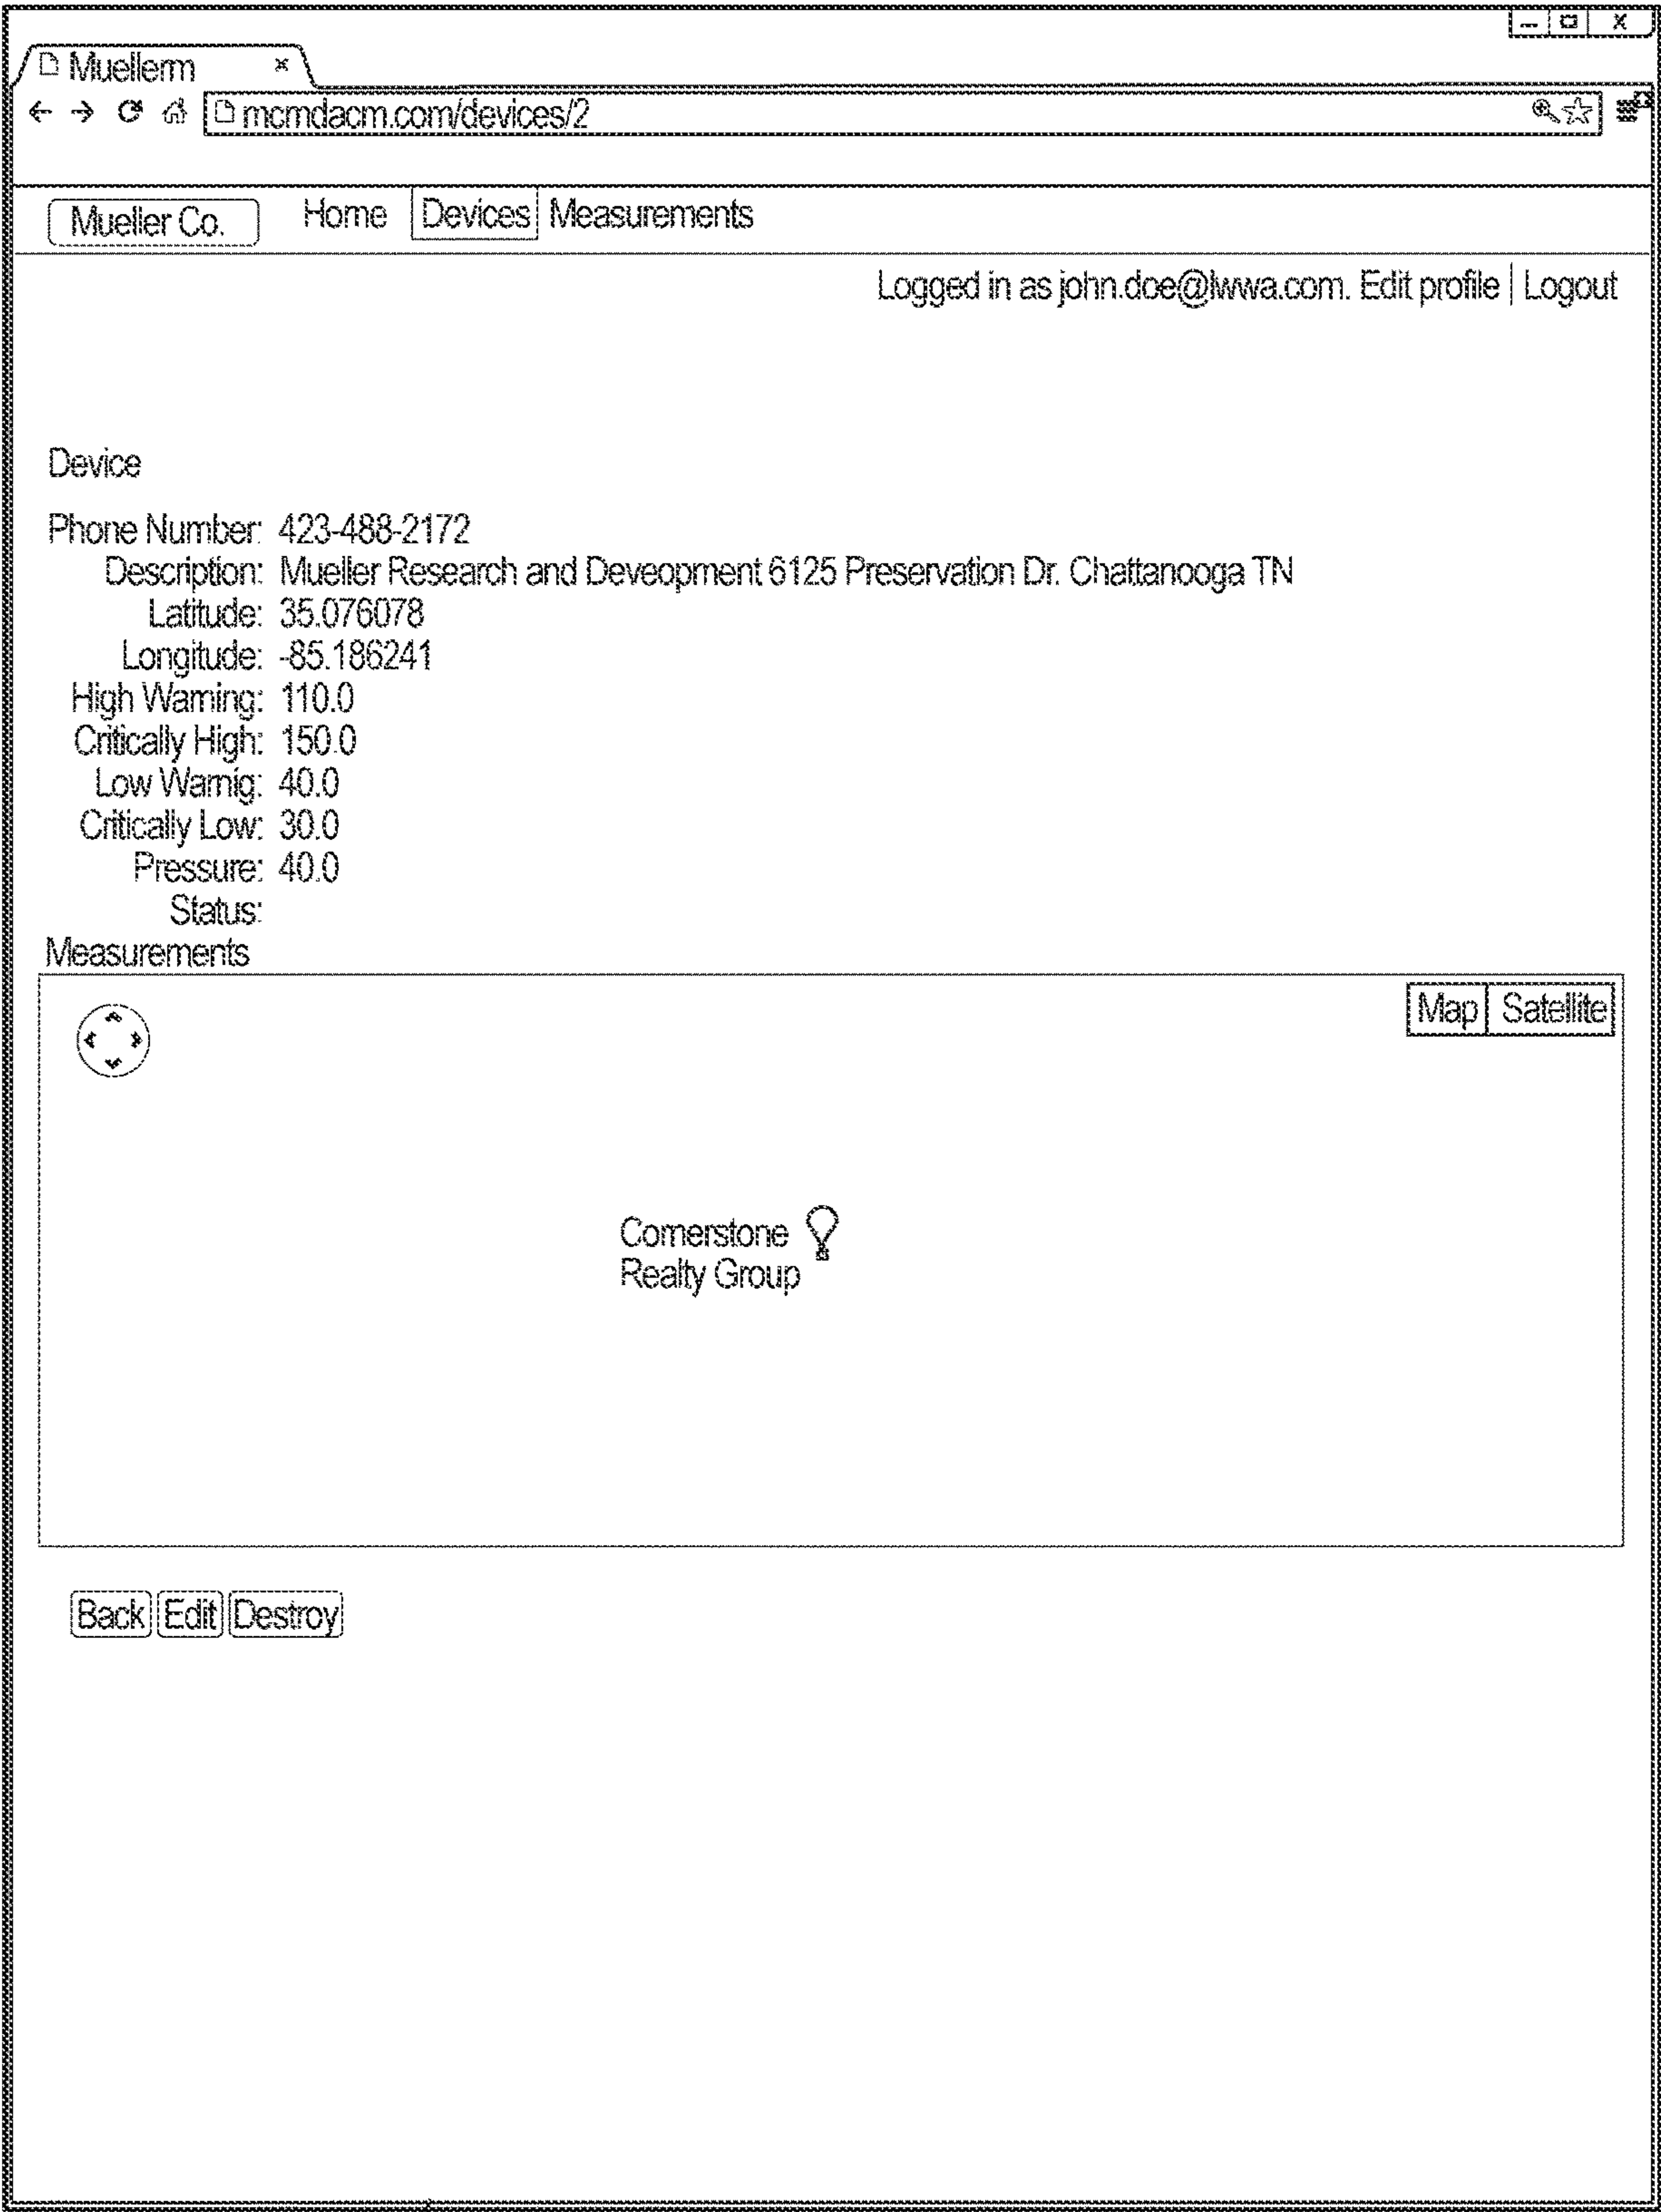 Muellerm
mcmdacm.com/devices/2
Mueller Co. Home Devices Measurements
Logged in as john.doe@lwwa.com. Edit profile | Logout
Device
Phone Number: 423-488-2172
Description: Mueller Research and Deveopment 6125 Preservation Dr. Chattanooga TN
Latitude: 35.076078
Longitude: -85.186241
High Warning: 110.0
Critically High: 150.0
Low Warnig: 40.0
Critically Low: 30.0
Pressure: 40.0
Status:
Measurements
Map Satellite
Cornerstone
Realty Group
Back Edit Destroy